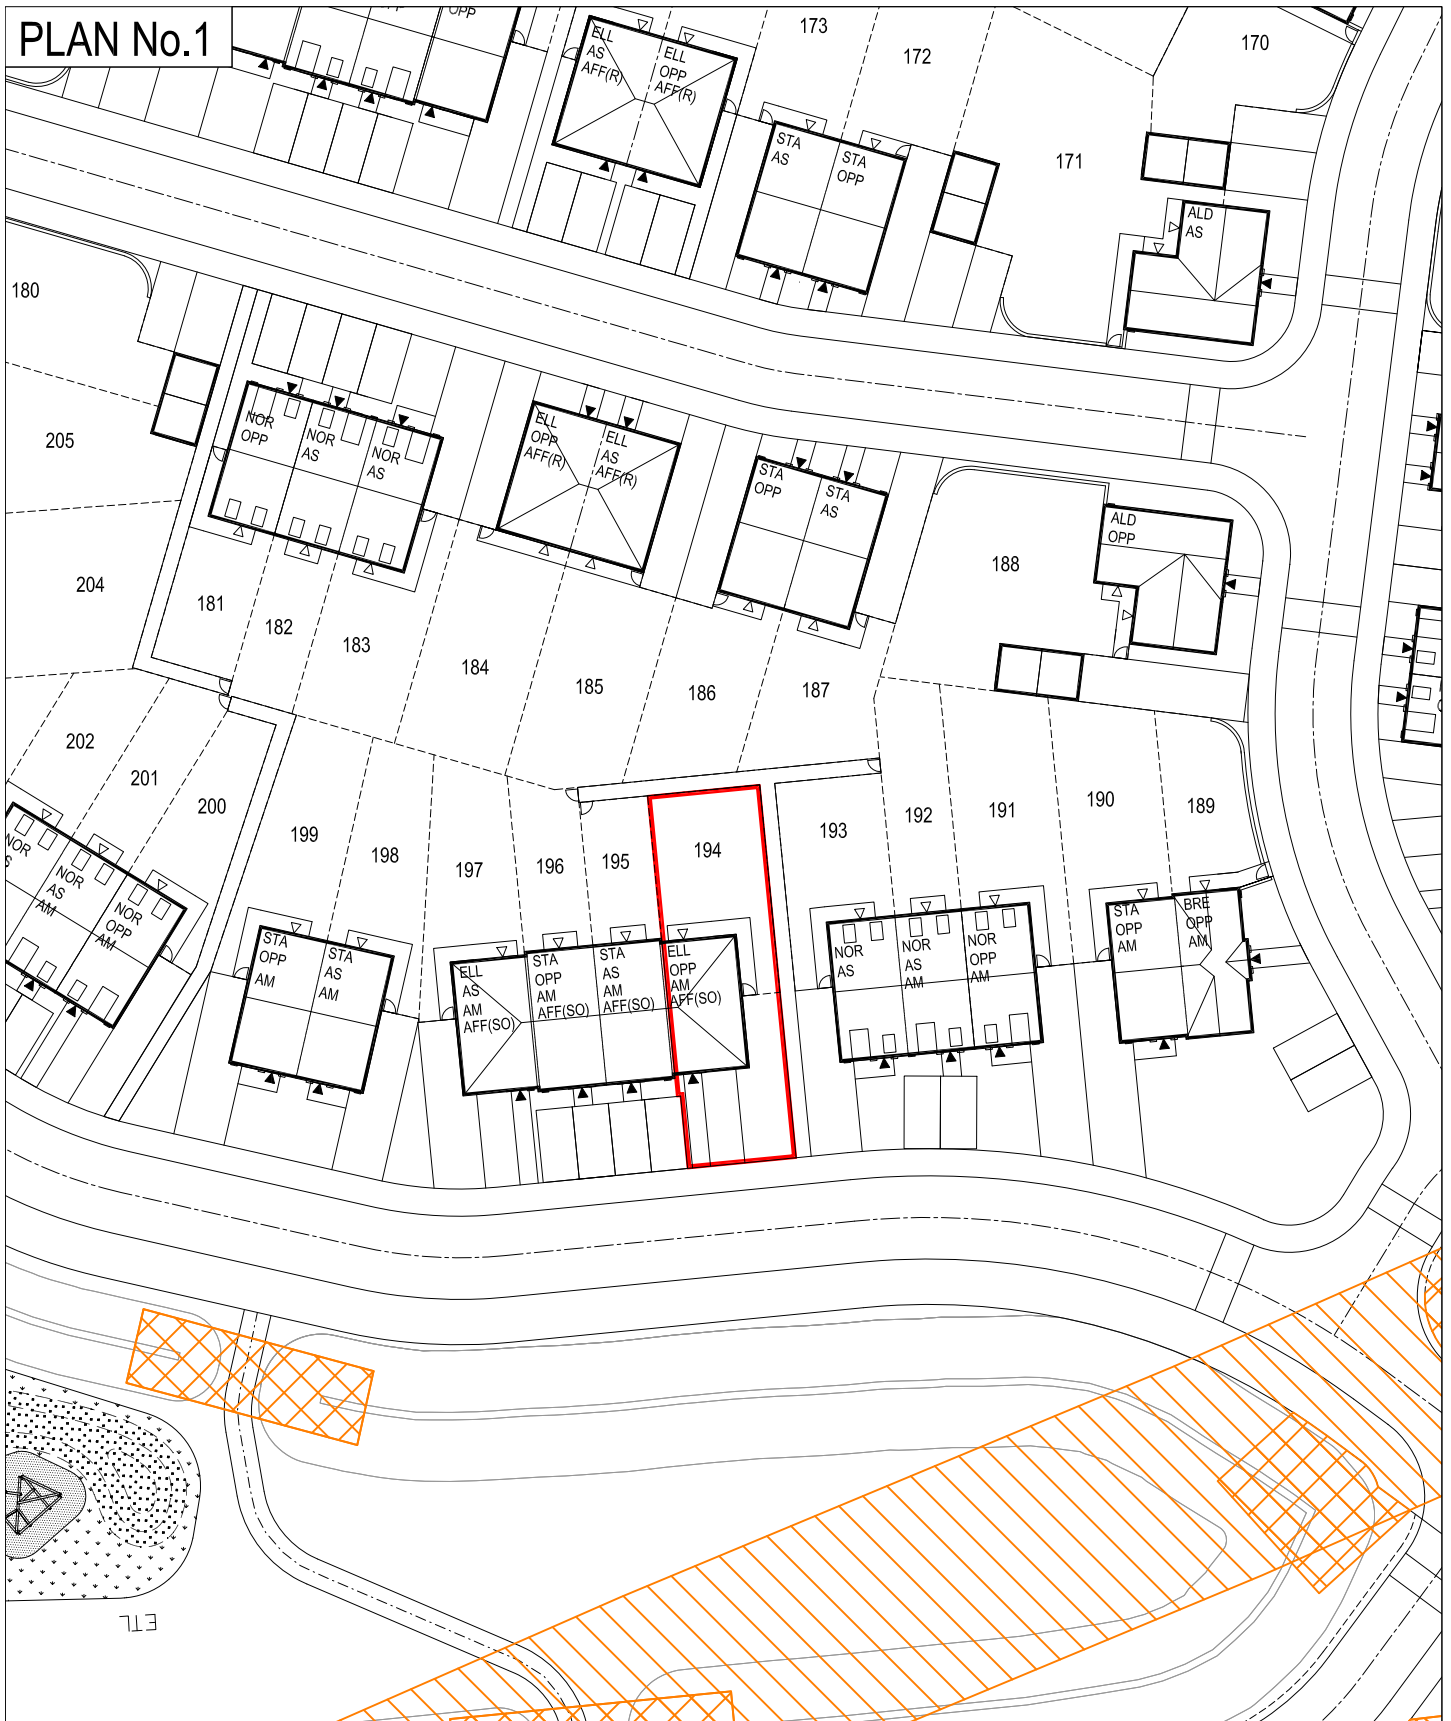 PLAN No.1
OPP
OPP
ELL
AS
AFF(R)
ELL
OPP
AFF(R)
173
172
170
STA
AS
STA
OPP
171
ALD
AS
180
205
204
NOR
OPP
NOR
AS
NOR
AS
ELL
OPP
AFF(R)
ELL
AS
AFF(R)
STA
OPP
STA
AS
ALD
OPP
188
181
182
183
184
185
186
187
202
201
200
199
198
197
196
195
194
193
192
191
190
189
NOR
S
NOR
AS
AM
NOR
OPP
AM
STA
OPP
AM
STA
AS
AM
ELL
AS
AM
AFF(SO)
STA
OPP
AM
AFF(SO)
STA
AS
AM
AFF(SO)
ELL
OPP
AM
AFF(SO)
NOR
AS
NOR
AS
AM
NOR
OPP
AM
STA
OPP
AM
BRE
OPP
AM
ETL